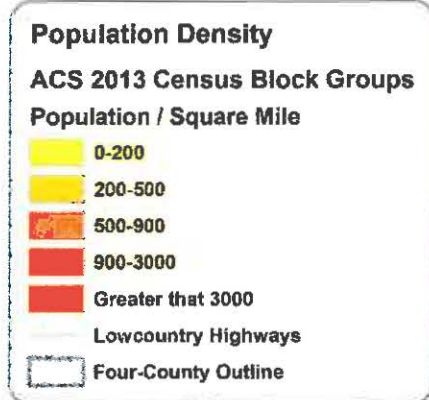 Population Density
ACS 2013 Census Block Groups
Population / Square Mile
0-200
200-500
500-900
900-3000
Greater that 3000
Lowcountry Highways
Four-County Outline